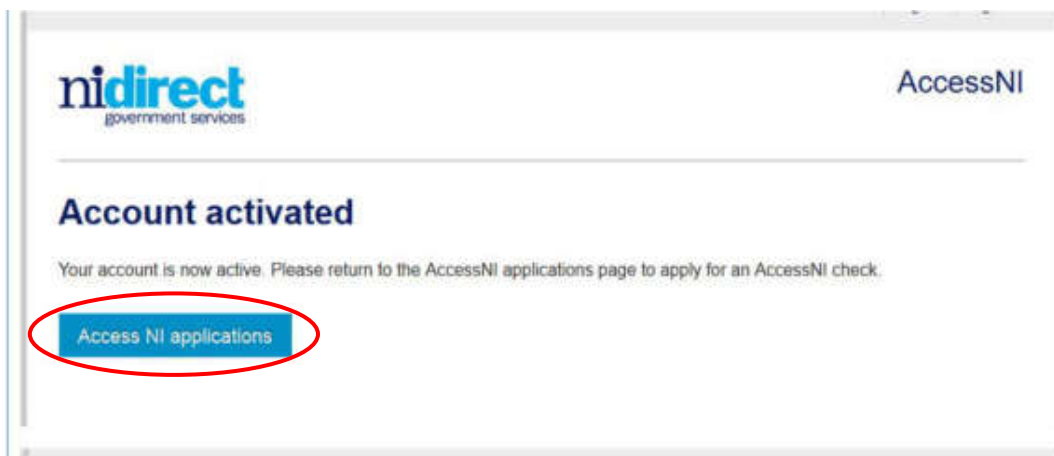 nidirect
government services
AccessNI
Account activated
Your account is now active. Please return to the AccessNI applications page to apply for an AccessNI check.
Access NI applications